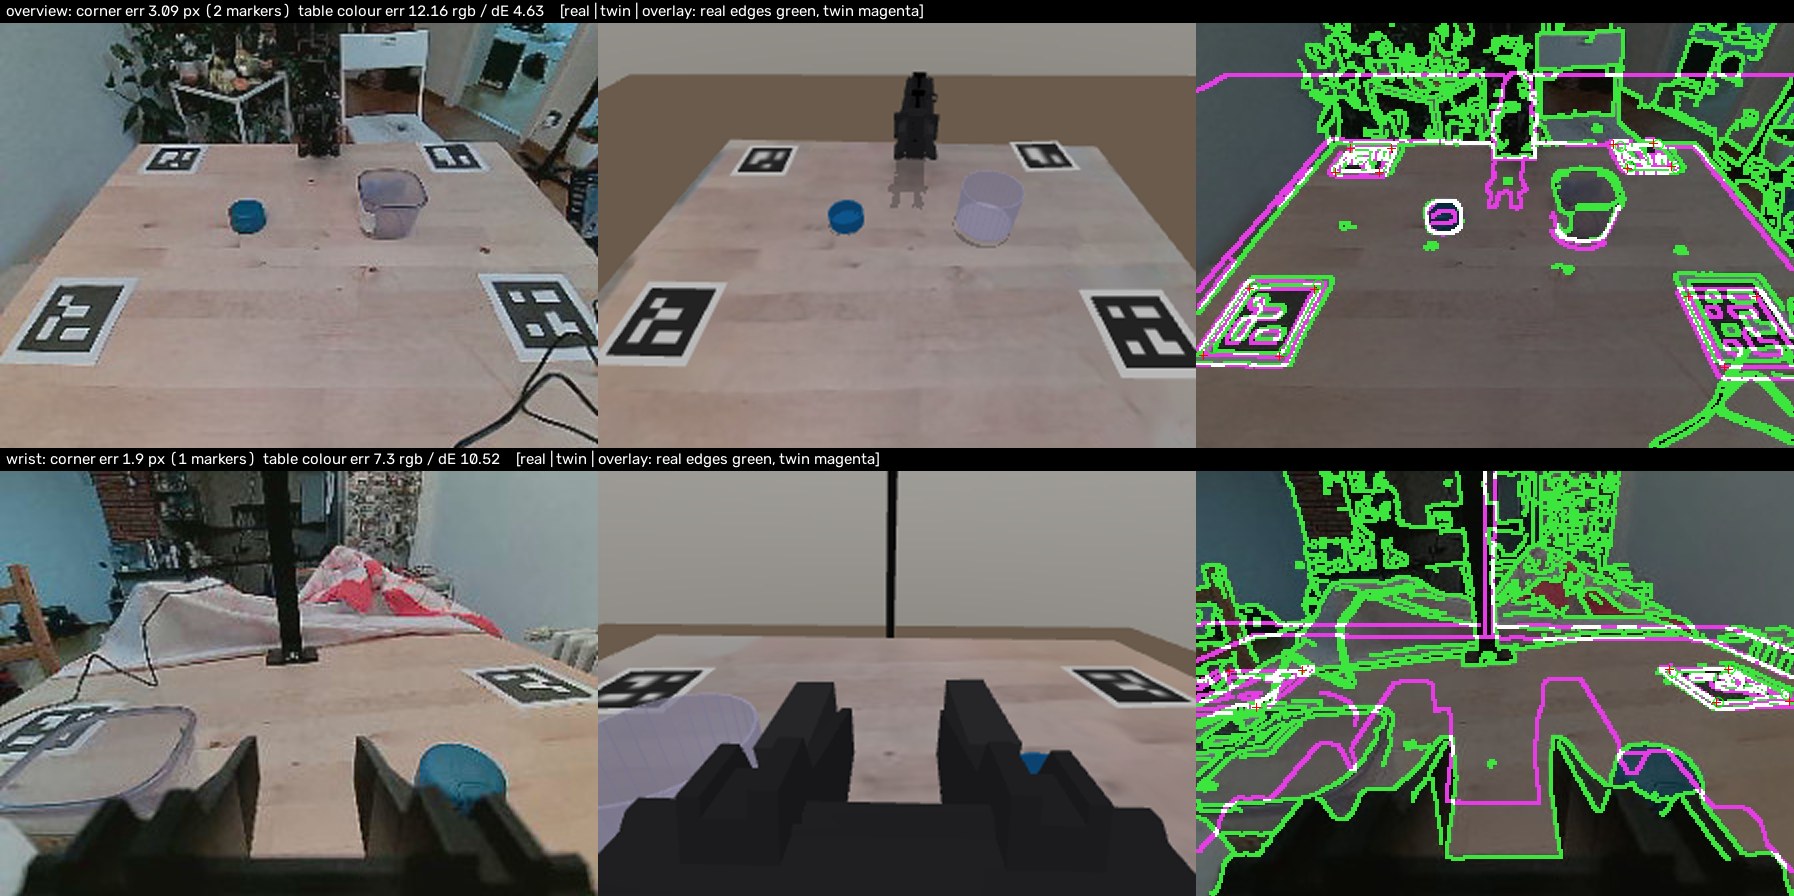 overview: corner err 3.09 px (2 markers) table colour err 12.16 rgb / dE 4.63 [real | twin | overlay: real edges green, twin magenta]
wrist: corner err 1.9 px (1 markers) table colour err 7.3 rgb / dE 10.52 [real | twin | overlay: real edges green, twin magenta]